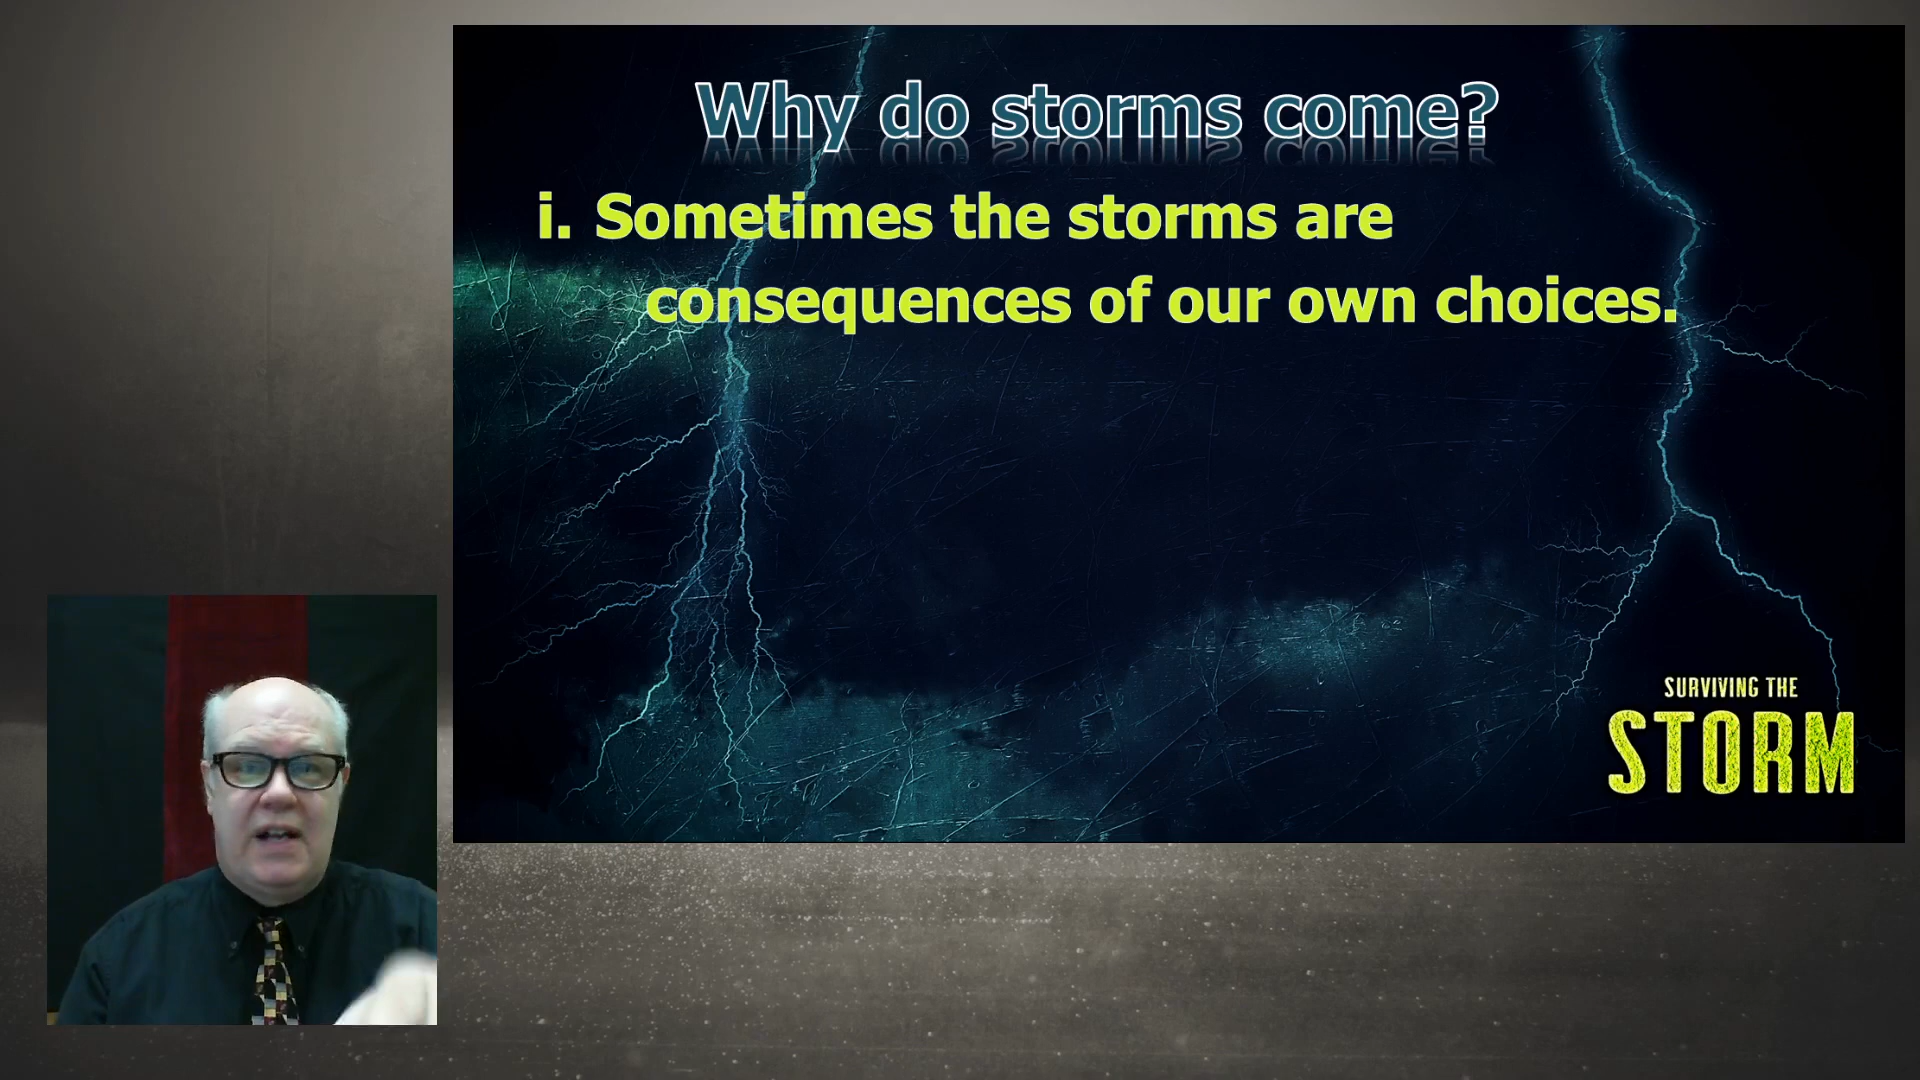 Why do storms come?
i. Sometimes the storms are
consequences of our own choices.
SURVIVING THE
STORM